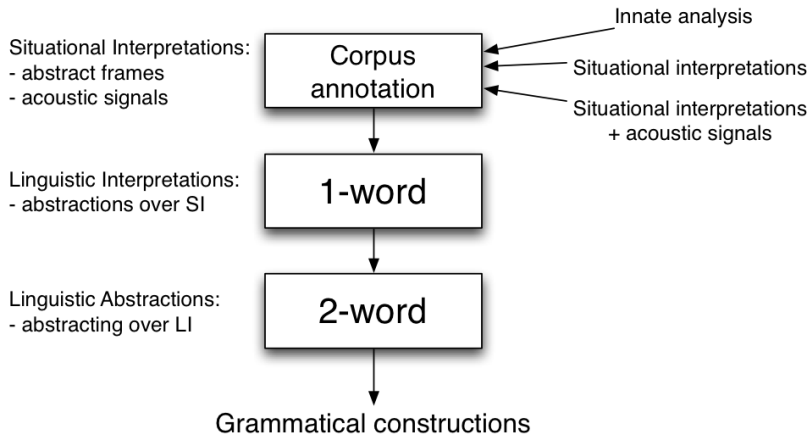 Situational Interpretations:
- abstract frames
- acoustic signals
Corpus
annotation
Innate analysis
Situational interpretations
Situational interpretations
+ acoustic signals
Linguistic Interpretations:
- abstractions over SI
1-word
Linguistic Abstractions:
- abstracting over LI
2-word
Grammatical constructions